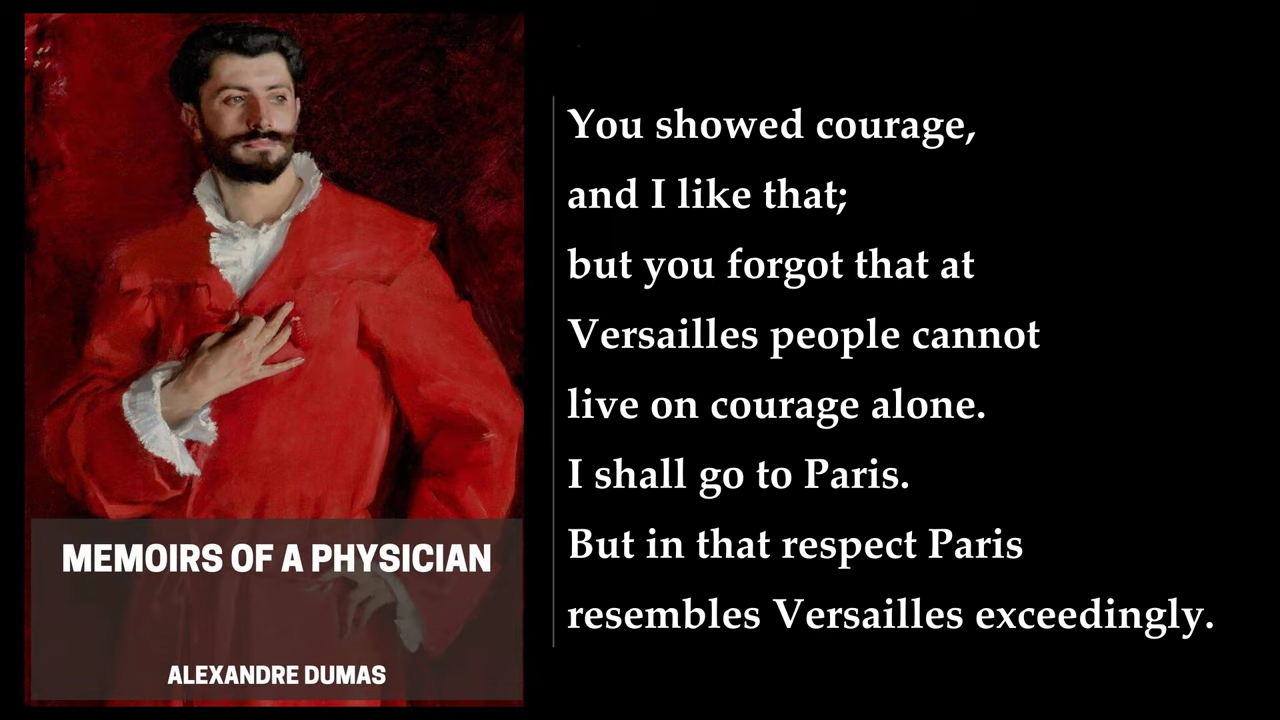 MEMOIRS OF A PHYSICIAN
ALEXANDRE DUMAS
You showed courage,
and I like that;
but you forgot that at
Versailles people cannot
live on courage alone.
I shall go to Paris.
But in that respect Paris
resembles Versailles exceedingly.